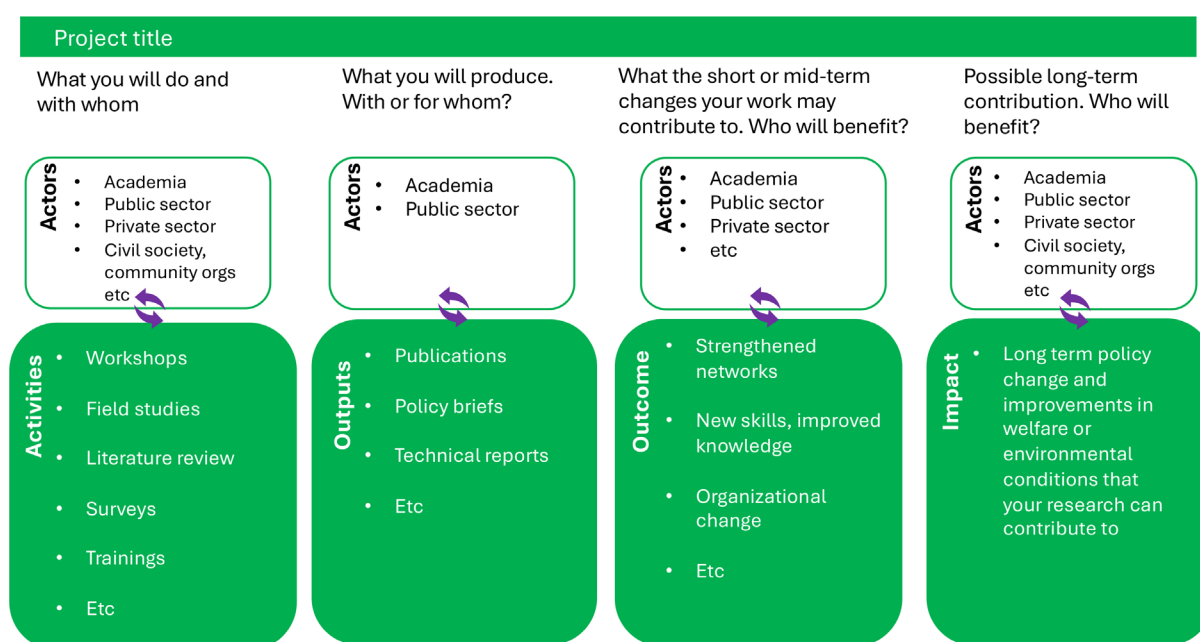 Project title
What you will do and
with whom
What you will produce.
With or for whom?
What the short or mid-term
changes your work may
contribute to. Who will benefit?
Possible long-term
contribution. Who will
benefit?
Actors
• Academia
• Public sector
• Private sector
• Civil society,
community orgs
etc
Actors
• Academia
• Public sector
Actors
• Academia
• Public sector
• Private sector
• etc
Actors
• Academia
• Public sector
• Private sector
• Civil society,
community orgs
etc
Activities
• Workshops
• Field studies
• Literature review
• Surveys
• Trainings
• Etc
Outputs
• Publications
• Policy briefs
• Technical reports
• Etc
Outcome
• Strengthened
networks
• New skills, improved
knowledge
• Organizational
change
• Etc
Impact
• Long term policy
change and
improvements in
welfare or
environmental
conditions that
your research can
contribute to